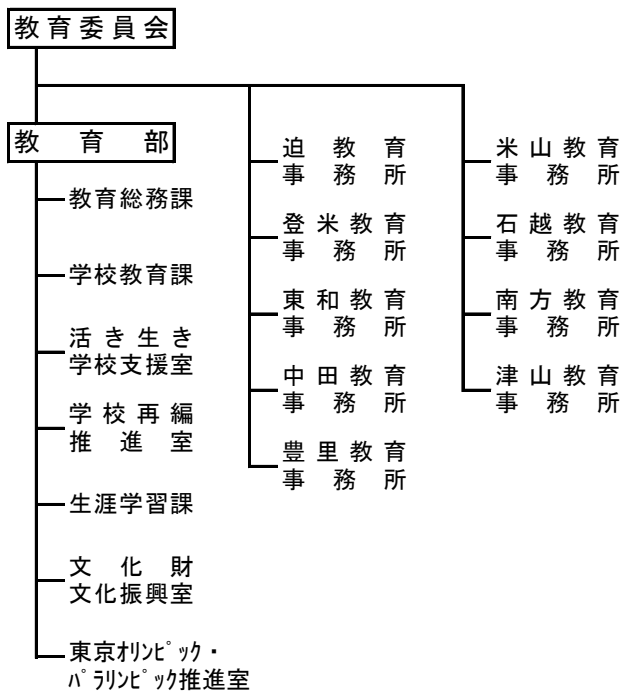 教育委員会
教育部
教育総務課
学校教育課
活き生き
学校支援室
学校再編
推進室
生涯学習課
文化財
文化振興室
東京ｵﾘﾝﾋﾟｯｸ・
ﾊﾟﾗﾘﾝﾋﾟｯｸ推進室
迫教育
事務所
登米教育
事務所
東和教育
事務所
中田教育
事務所
豊里教育
事務所
米山教育
事務所
石越教育
事務所
南方教育
事務所
津山教育
事務所